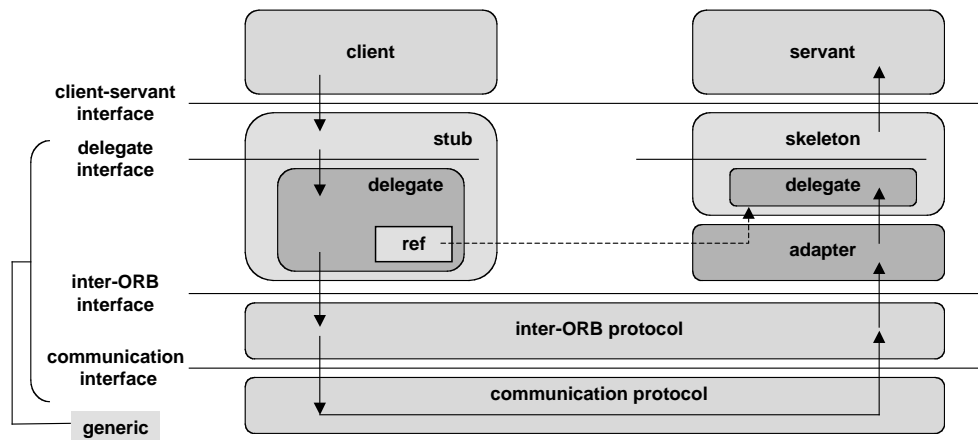 client
servant
client-servant
interface
stub
skeleton
delegate
interface
delegate
delegate
ref
adapter
inter-ORB
interface
inter-ORB protocol
communication
interface
communication protocol
generic